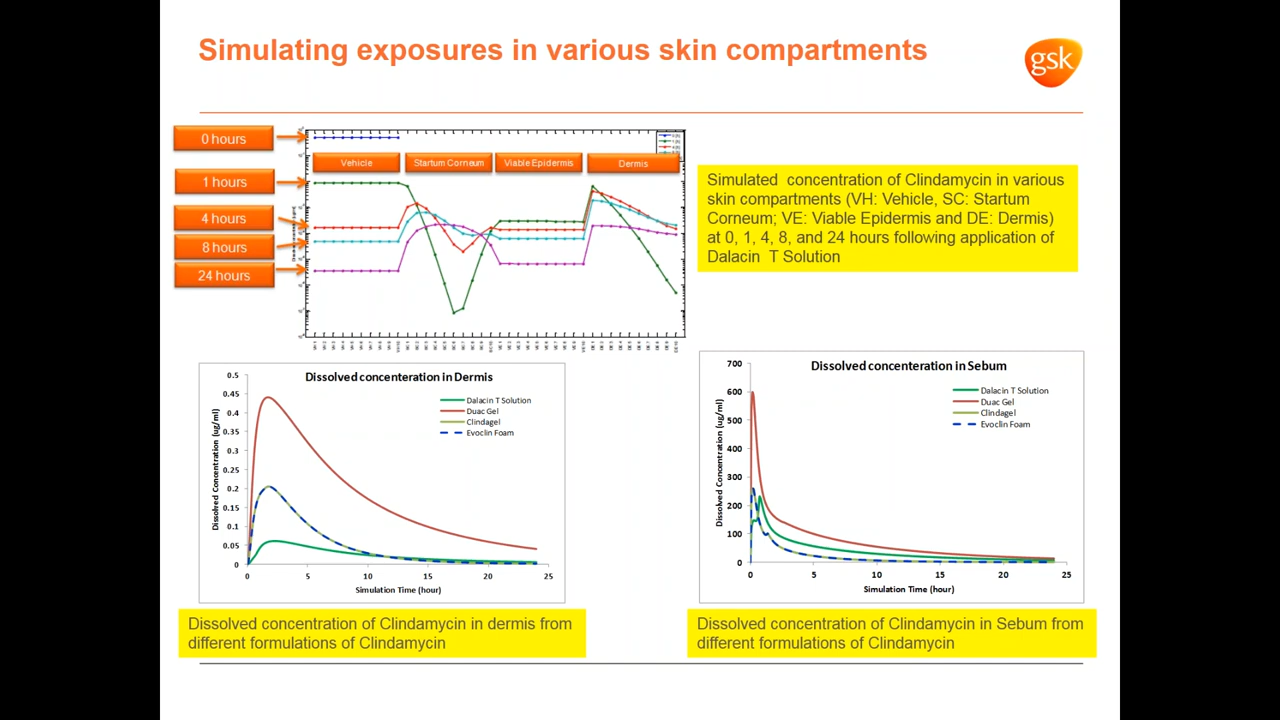 Simulating exposures in various skin compartments
gsk
0 hours
1 hours
4 hours
8 hours
24 hours
Vehicle
Startum Corneum
Viable Epidermis
Dermis
Simulated concentration of Clindamycin in various
skin compartments (VH: Vehicle, SC: Startum
Corneum; VE: Viable Epidermis and DE: Dermis)
at 0, 1, 4, 8, and 24 hours following application of
Dalacin T Solution
Dissolved concenteration in Dermis
Dissolved Concentration (ug/ml)
0.5
0.45
0.4
0.35
0.3
0.25
0.2
0.15
0.1
0.05
0
Dalacin T Solution
Duac Gel
Clindagel
Evoclin Foam
0 5 10 15 20 25
Simulation Time (hour)
Dissolved concenteration in Sebum
Dissolved Concentration (ug/ml)
700
600
500
400
300
200
100
0
Dalacin T Solution
Duac Gel
Clindagel
Evoclin Foam
0 5 10 15 20 25
Simulation Time (hour)
Dissolved concentration of Clindamycin in dermis from
different formulations of Clindamycin
Dissolved concentration of Clindamycin in Sebum from
different formulations of Clindamycin